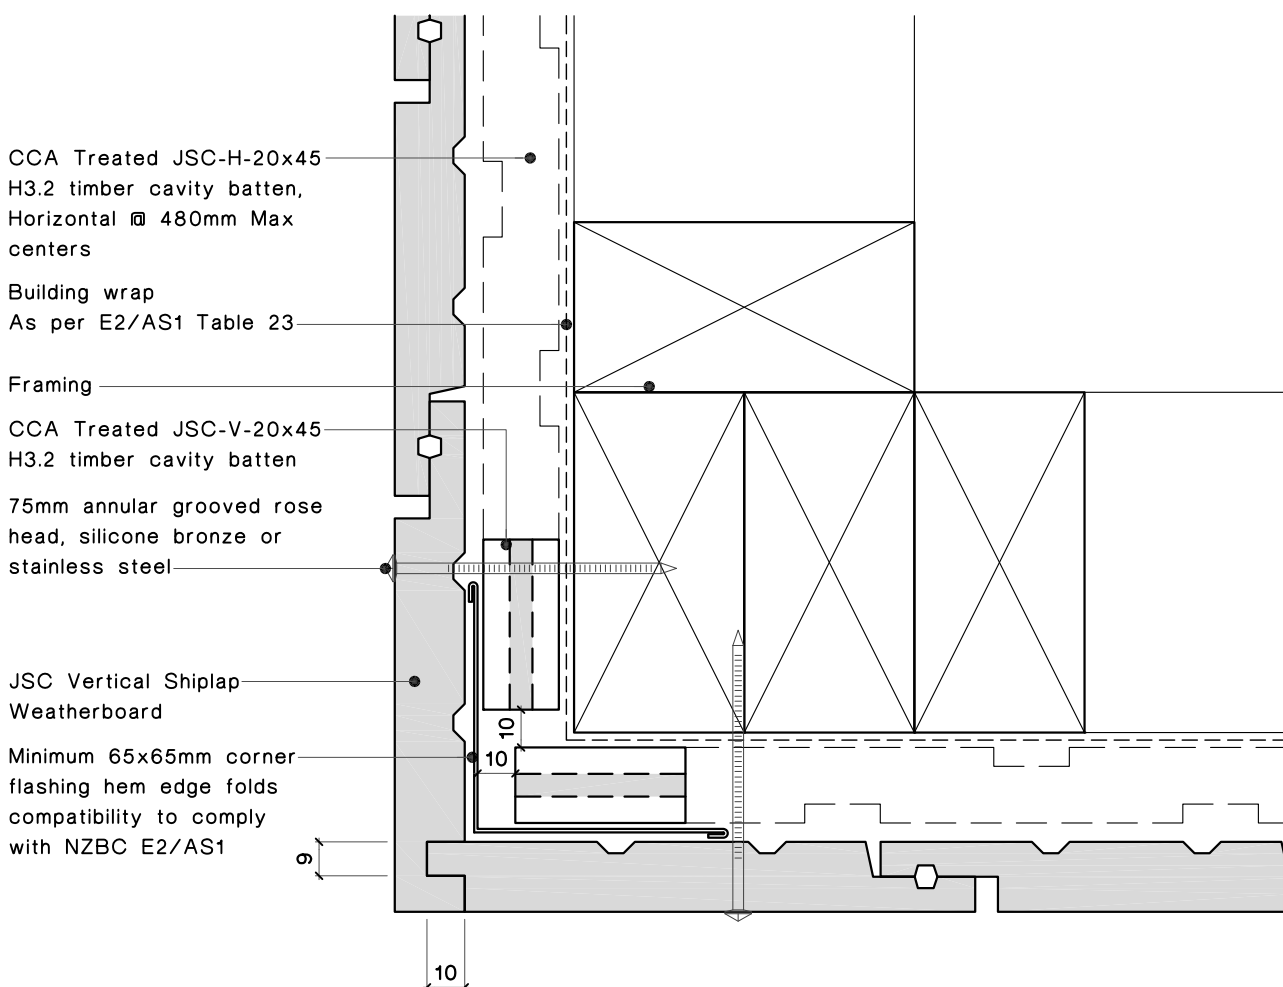 CCA Treated JSC-H-20x45
H3.2 timber cavity batten,
Horizontal @ 480mm Max
centers
Building wrap
As per E2/AS1 Table 23
Framing
CCA Treated JSC-V-20x45
H3.2 timber cavity batten
75mm annular grooved rose
head, silicone bronze or
stainless steel
JSC Vertical Shiplap
Weatherboard
Minimum 65x65mm corner
flashing hem edge folds
compatibility to comply
with NZBC E2/AS1
10
10
9
10